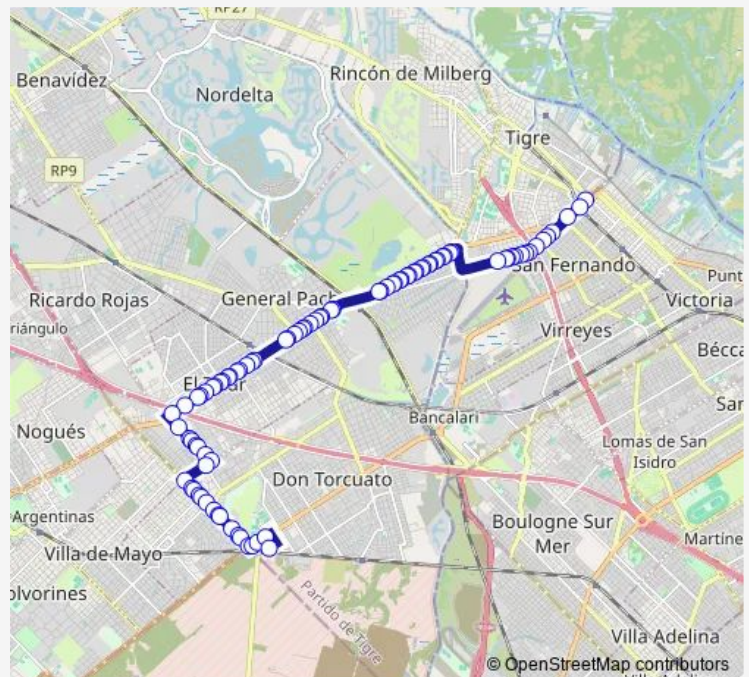 RP27
Benavídez
Rincón de Milberg
Nordelta
Tigre
RP9
San Fernando
Punt
Ricardo Rojas
General Pach
Victoria
riángulo
Virreyes
Bécca
El Talar
San
Nogués
Bancalari
Lomas de San
Isidro
Don Torcuato
Argentinas
Boulogne Sur
Mer
Martine
Villa de Mayo
olvorines
Partido de Tigre
Villa Adelina
© OpenStreetMap contributors